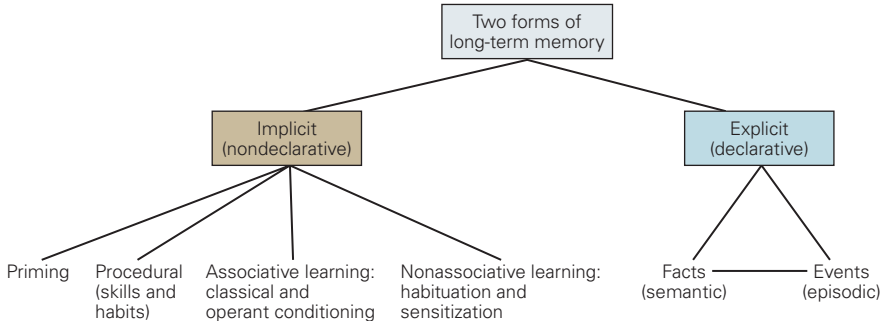 Two forms of
long-term memory
Implicit
(nondeclarative)
Explicit
(declarative)
Priming
Procedural
(skills and
habits)
Associative learning:
classical and
operant conditioning
Nonassociative learning:
habituation and
sensitization
Facts
(semantic)
Events
(episodic)